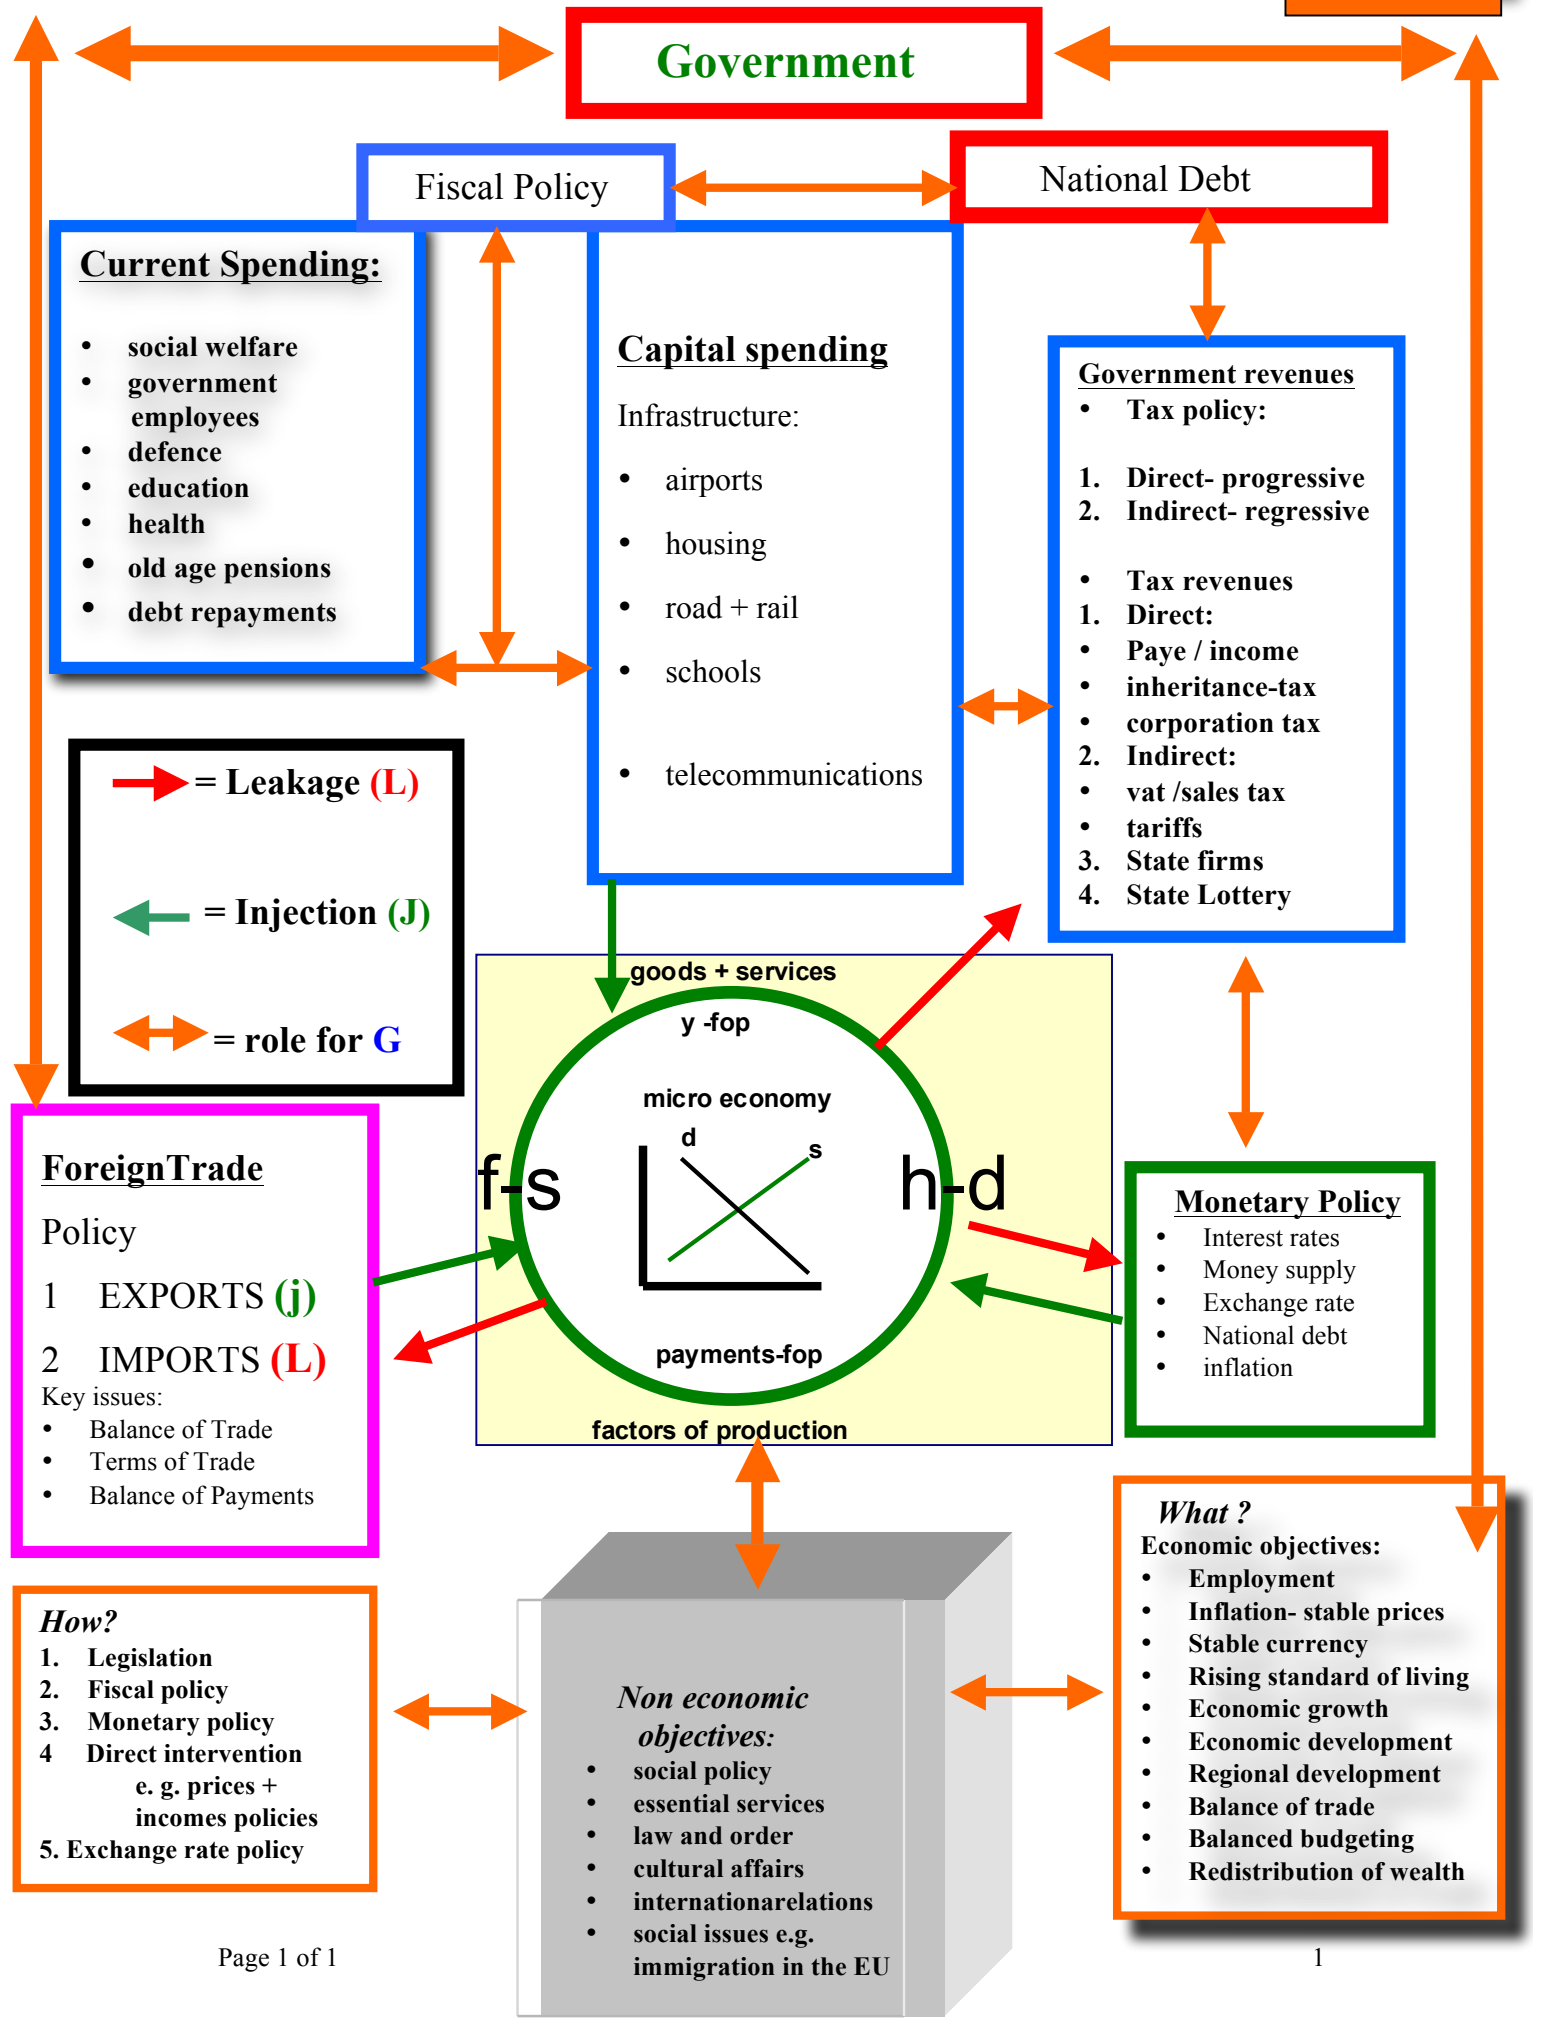 Government
Fiscal Policy
National Debt
Current Spending:
• social welfare
• government
employees
• defence
• education
• health
• old age pensions
• debt repayments
Capital spending
Infrastructure:
• airports
• housing
• road + rail
• schools
• telecommunications
Government revenues
• Tax policy:
1. Direct- progressive
2. Indirect- regressive
• Tax revenues
1. Direct:
• Paye / income
• inheritance-tax
• corporation tax
2. Indirect:
• vat /sales tax
• tariffs
3. State firms
4. State Lottery
= Leakage (L)
= Injection (J)
= role for G
goods + services
y -fop
micro economy
d
s
f-s
h-d
payments-fop
factors of production
ForeignTrade
Policy
1 EXPORTS (j)
2 IMPORTS (L)
Key issues:
• Balance of Trade
• Terms of Trade
• Balance of Payments
Monetary Policy
• Interest rates
• Money supply
• Exchange rate
• National debt
• inflation
How?
1. Legislation
2. Fiscal policy
3. Monetary policy
4 Direct intervention
e. g. prices +
incomes policies
5. Exchange rate policy
Non economic
objectives:
• social policy
• essential services
• law and order
• cultural affairs
• internationarelations
• social issues e.g.
immigration in the EU
What ?
Economic objectives:
• Employment
• Inflation- stable prices
• Stable currency
• Rising standard of living
• Economic growth
• Economic development
• Regional development
• Balance of trade
• Balanced budgeting
• Redistribution of wealth
Page 1 of 1
1